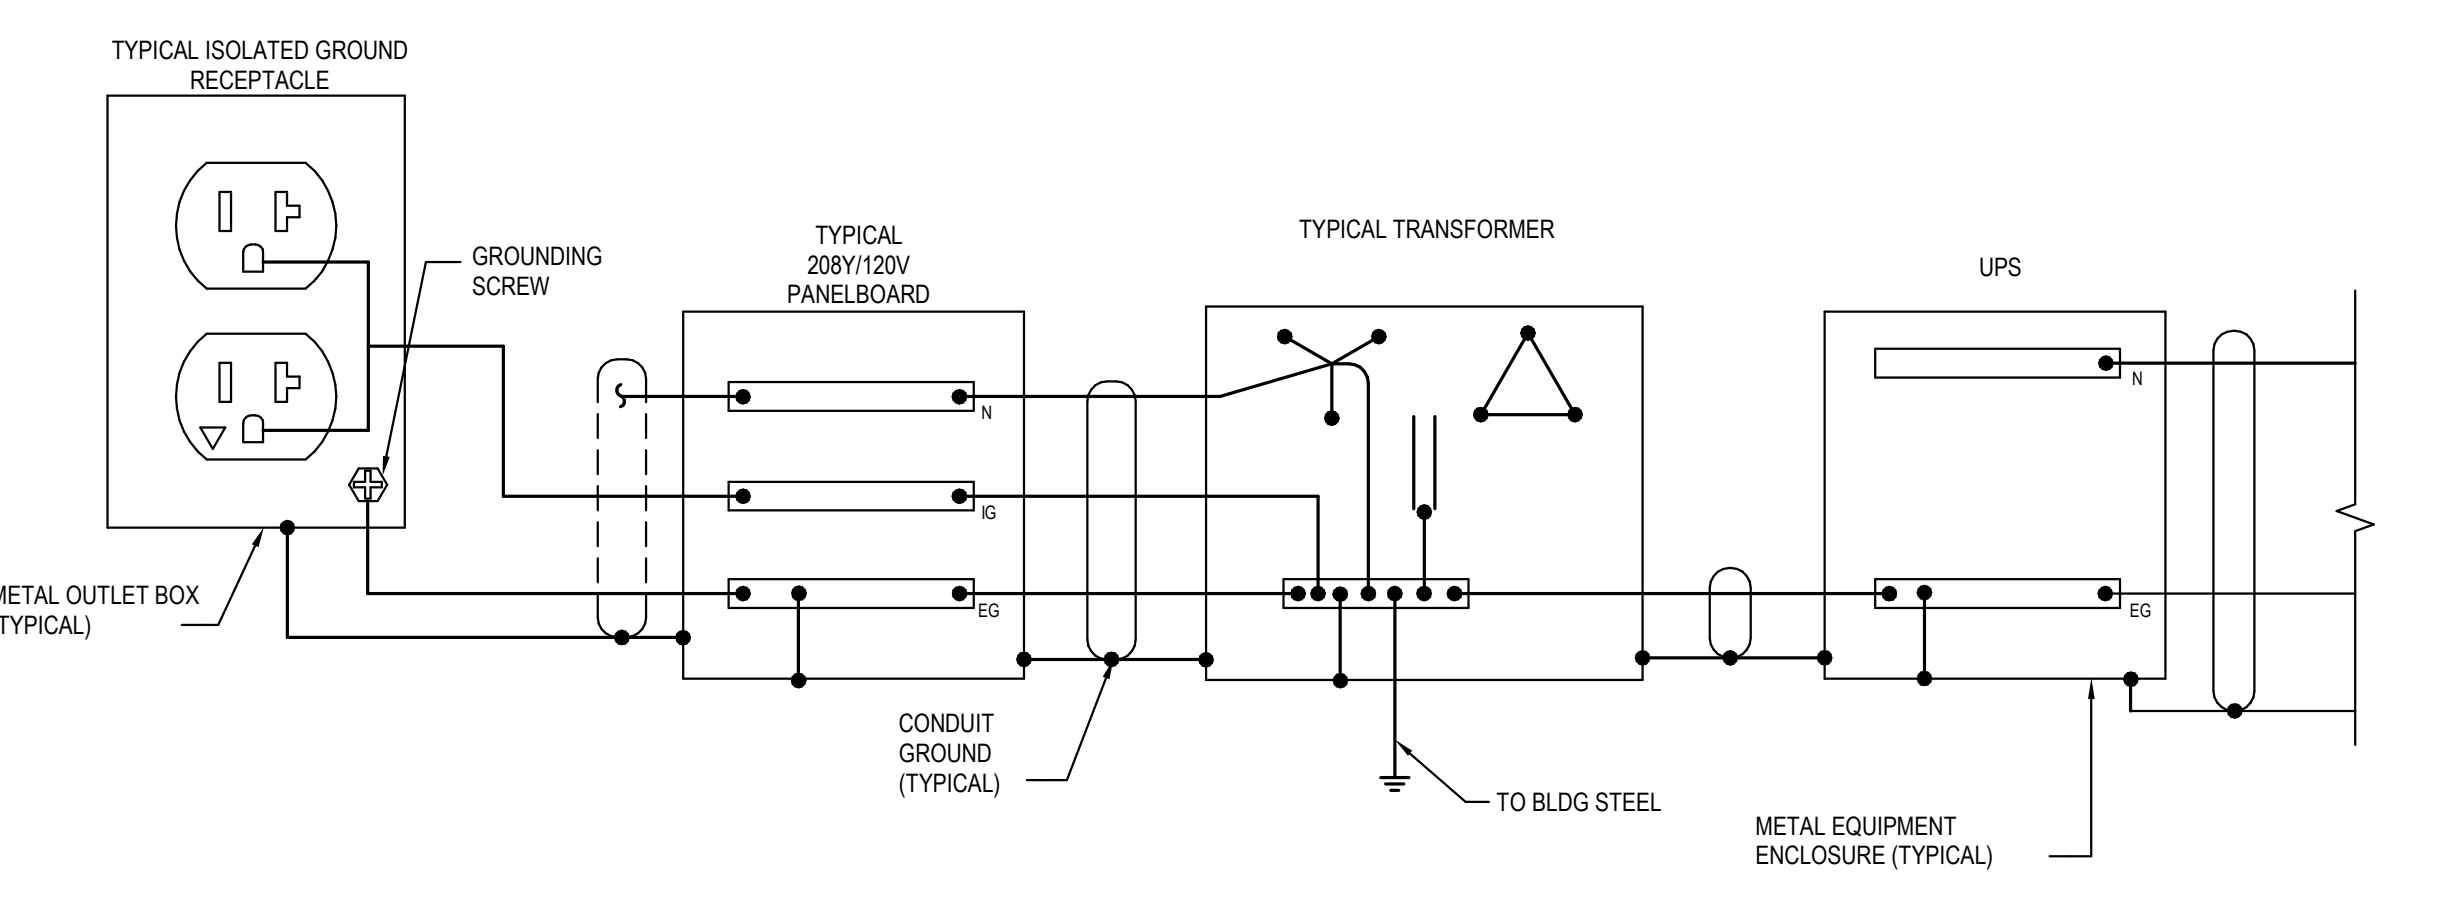 TYPICAL ISOLATED GROUND
RECEPTACLE
GROUNDING
SCREW
METAL OUTLET BOX
(TYPICAL)
TYPICAL
208Y/120V
PANELBOARD
N
IG
EG
CONDUIT
GROUND
(TYPICAL)
TYPICAL TRANSFORMER
TO BLDG STEEL
UPS
N
EG
METAL EQUIPMENT
ENCLOSURE (TYPICAL)